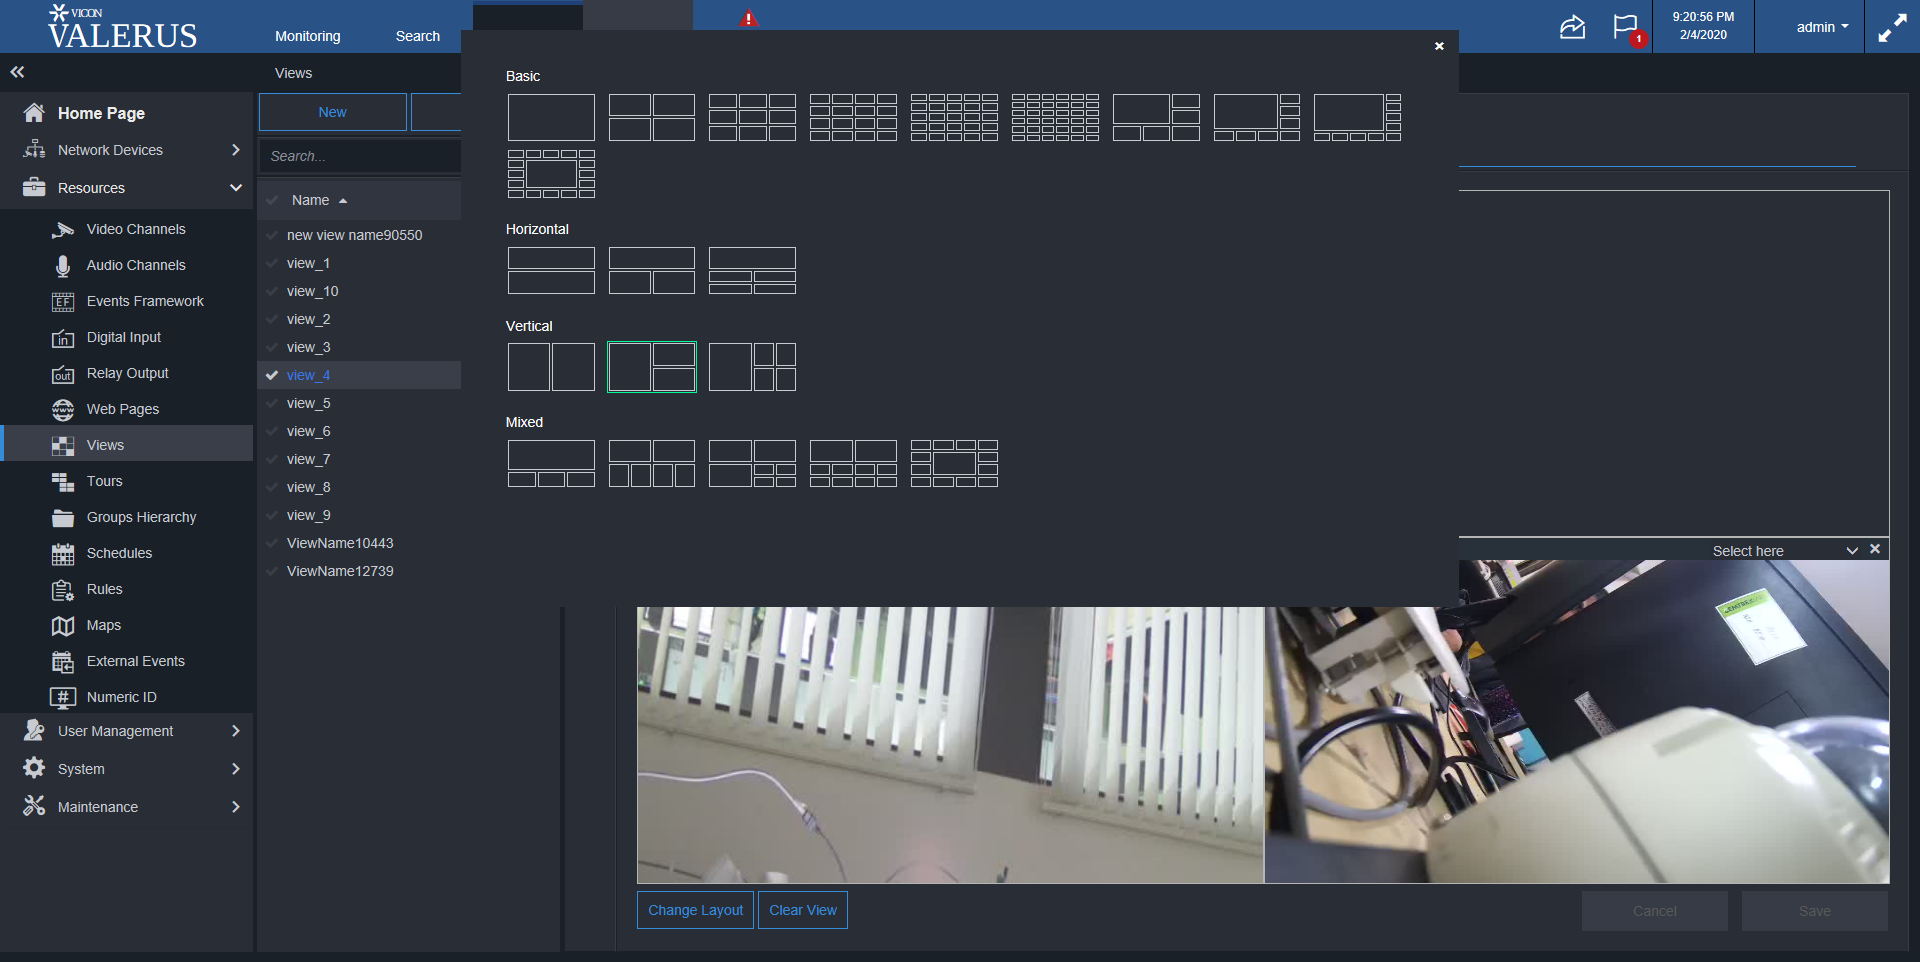 VICON
VALERUS
Monitoring
Search
9:20:56 PM
2/4/2020
admin
1
Views
Home Page
Network Devices
Resources
Video Channels
Audio Channels
EF
Events Framework
in
Digital Input
out
Relay Output
www
Web Pages
Views
Tours
Groups Hierarchy
Schedules
Rules
Maps
External Events
#
Numeric ID
User Management
System
Maintenance
New
Search...
Name
new view name90550
view_1
view_10
view_2
view_3
view_4
view_5
view_6
view_7
view_8
view_9
ViewName10443
ViewName12739
Basic
Horizontal
Vertical
Mixed
Select here
Change Layout
Clear View
Cancel
Save